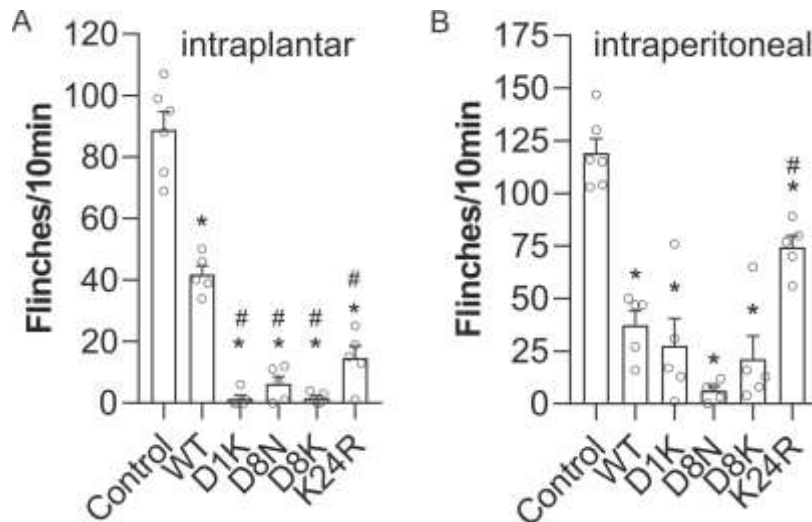 A
intraplantar
Flinches/10min
120
100
80
60
40
20
0
*
# # # #
* * * *
Control
WT
D1K
D8N
D8K
K24R
B
intraperitoneal
Flinches/10min
175
150
125
100
75
50
25
0
*
*
*
*
#
*
Control
WT
D1K
D8N
D8K
K24R